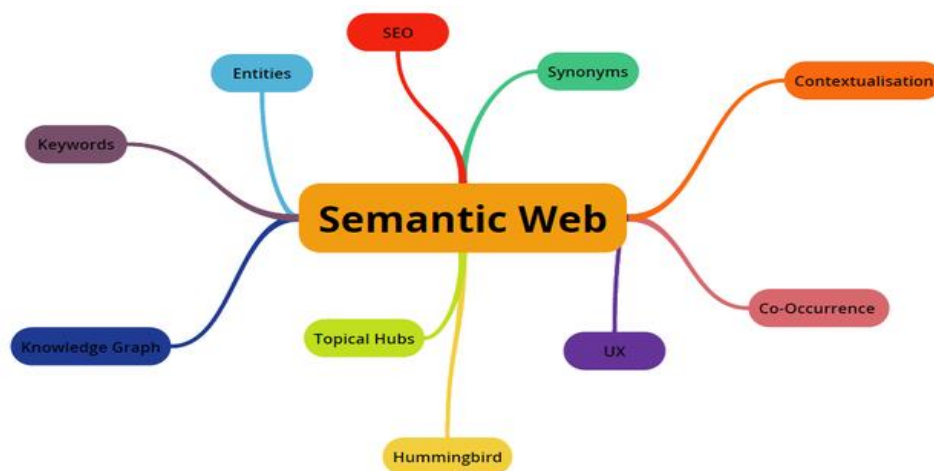 SEO
Entities
Synonyms
Contextualisation
Keywords
Semantic Web
Co-Occurrence
Topical Hubs
Knowledge Graph
UX
Hummingbird